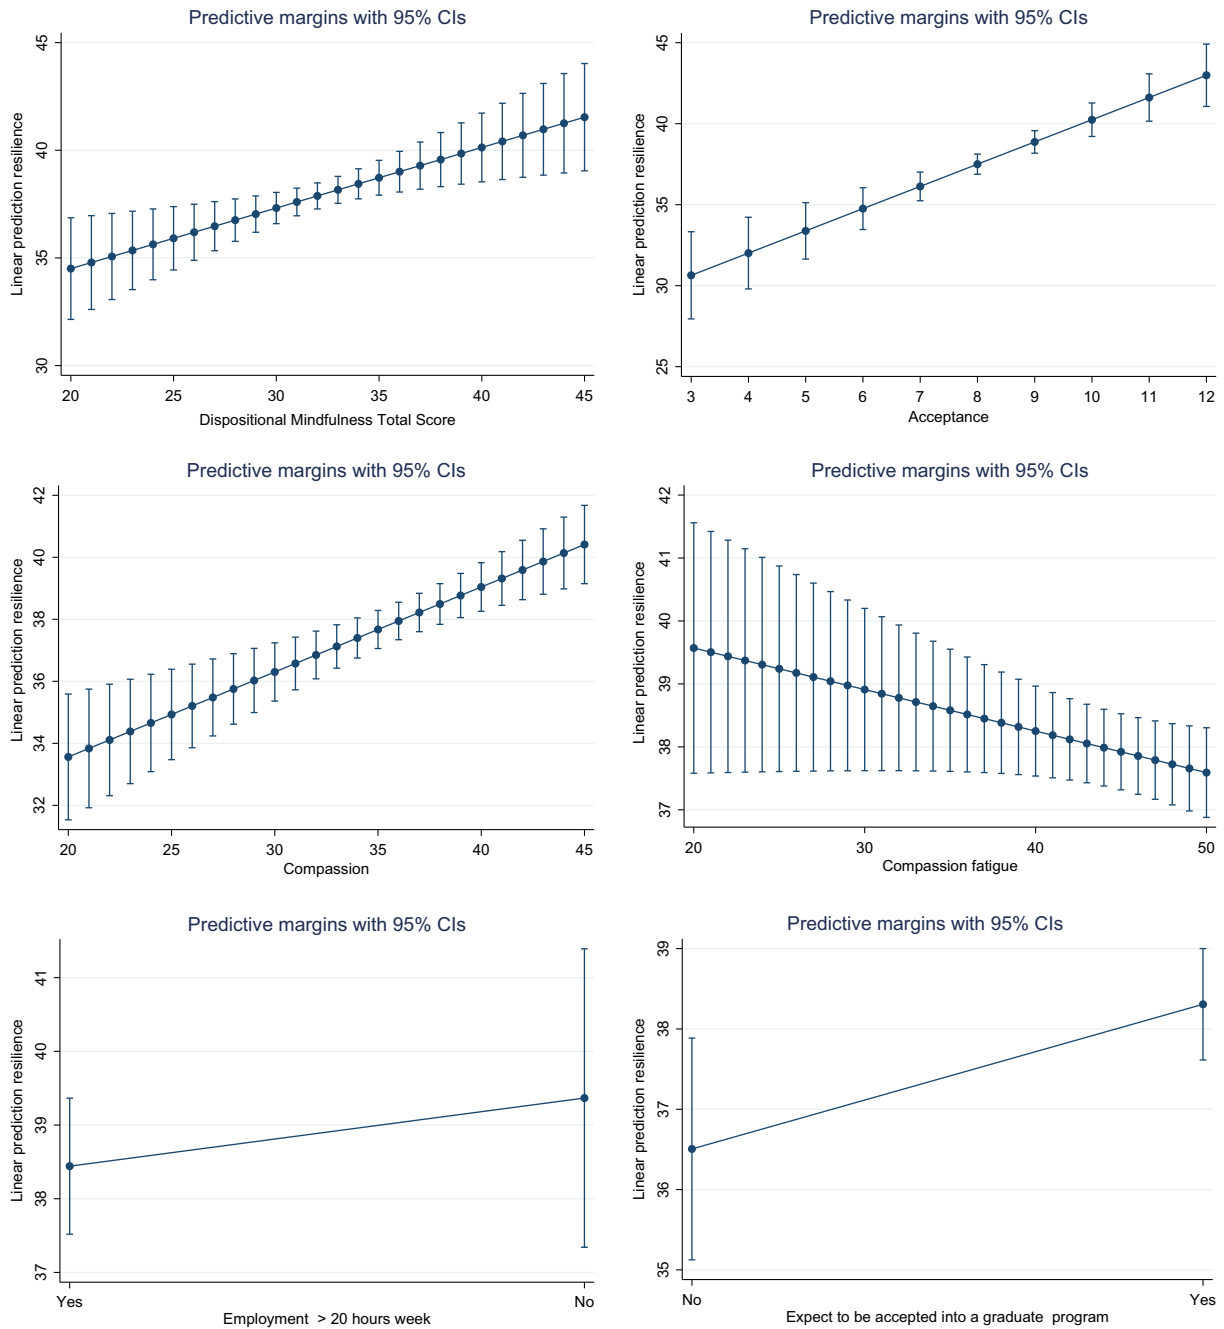 Predictive margins with 95% CIs
Linear prediction resilience
45
40
35
30
20 25 30 35 40 45
Dispositional Mindfulness Total Score
Predictive margins with 95% CIs
Linear prediction resilience
45
40
35
30
25
3 4 5 6 7 8 9 10 11 12
Acceptance
Predictive margins with 95% CIs
Linear prediction resilience
42
40
38
36
34
32
20 25 30 35 40 45
Compassion
Predictive margins with 95% CIs
Linear prediction resilience
42
41
40
39
38
37
20 30 40 50
Compassion fatigue
Predictive margins with 95% CIs
Linear prediction resilience
41
40
39
38
37
Yes No
Employment > 20 hours week
Predictive margins with 95% CIs
Linear prediction resilience
39
38
37
36
35
No Yes
Expect to be accepted into a graduate program